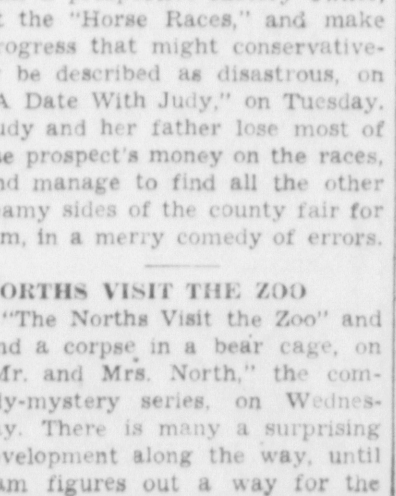 t the "Horse Races," and make
rogress that might conservative-
be described as disastrous, on
A Date With Judy," on Tuesday.
udy and her father lose most of
e prospect's money on the races,
nd manage to find all the other
eamy sides of the county fair for
m, in a merry comedy of errors.
ORTHS VISIT THE ZOO
"The Norths Visit the Zoo" and
nd a corpse in a bear cage, on
Mr. and Mrs. North," the com-
dy-mystery series, on Wednes-
ay. There is many a surprising
velopment along the way, until
am figures out a way for the